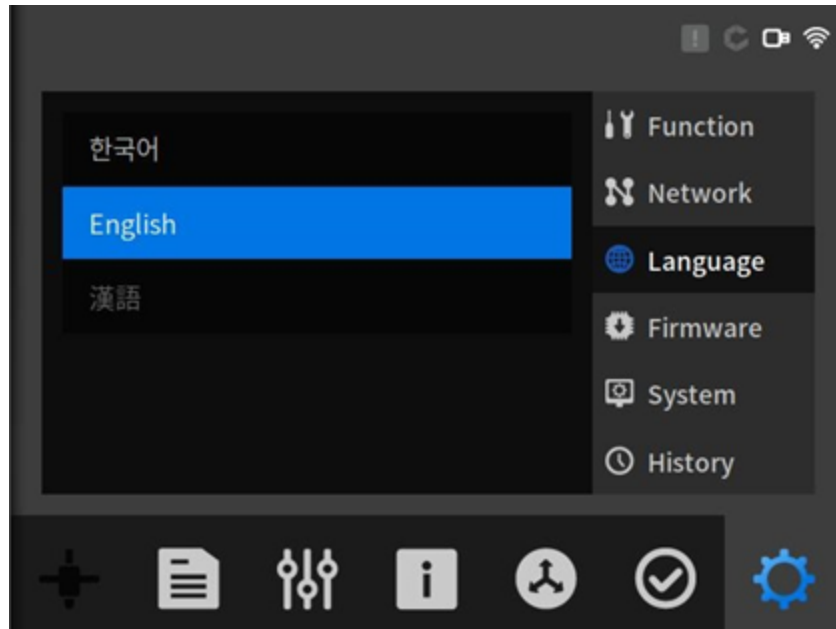 한국어
English
漢語
Function
Network
Language
Firmware
System
History